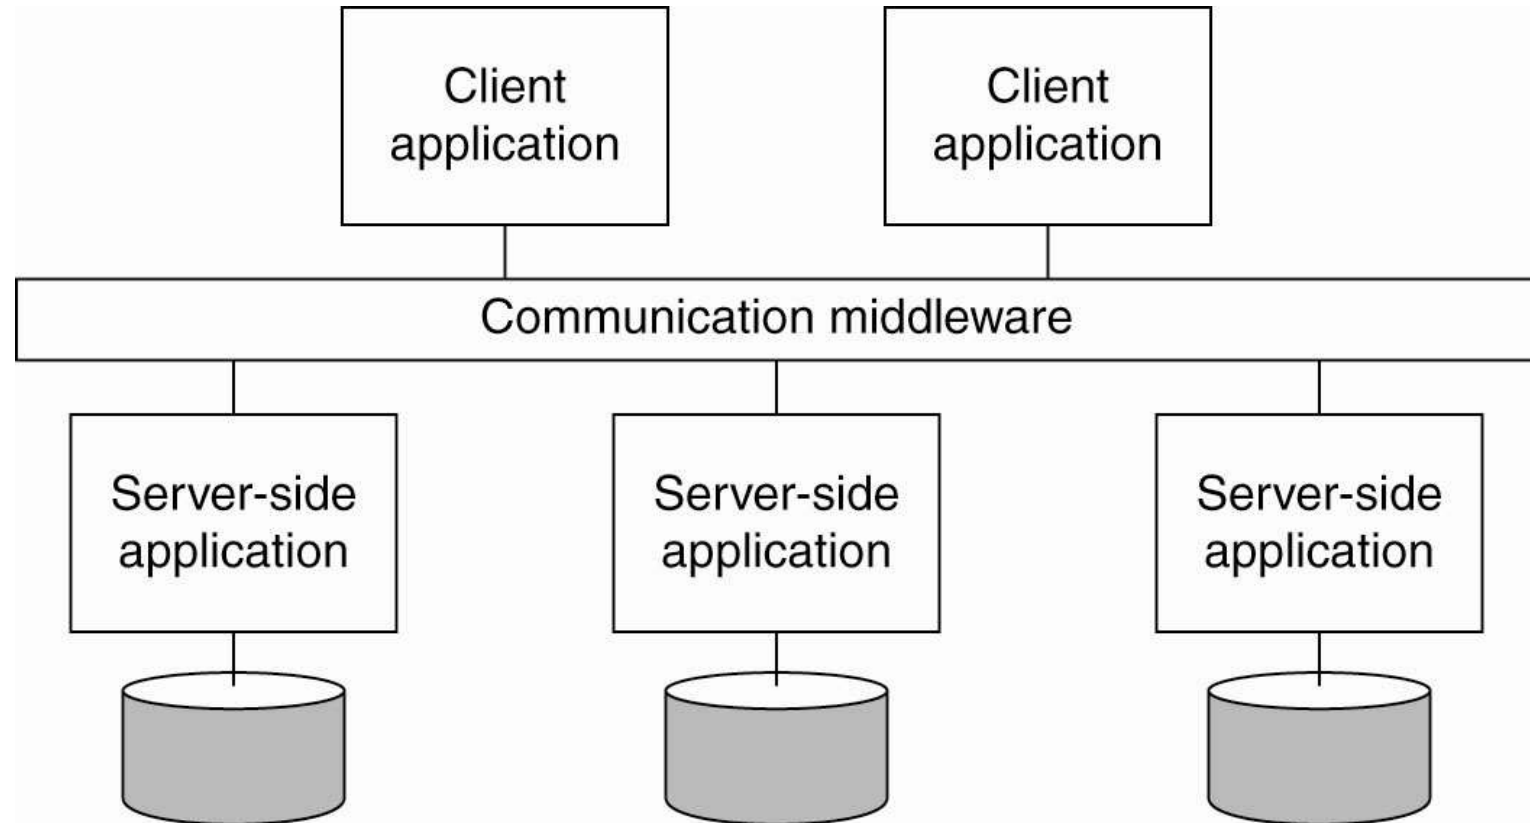 Client
application
Client
application
Communication middleware
Server-side
application
Server-side
application
Server-side
application